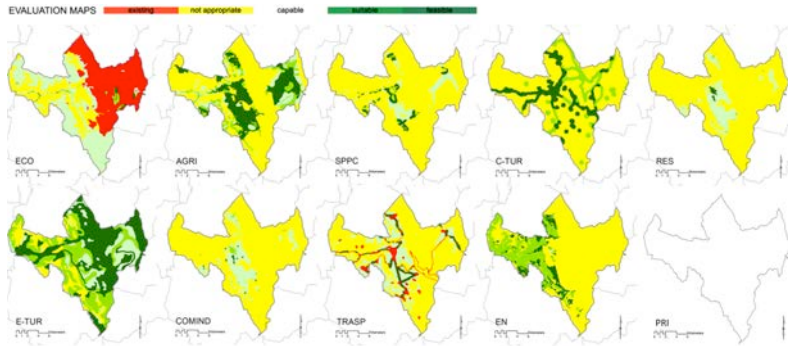 EVALUATION MAPS existing not appropriate capable suitable feasible
ECO AGRI SPPC C-TUR RES
E-TUR COMIND TRASP EN PRI